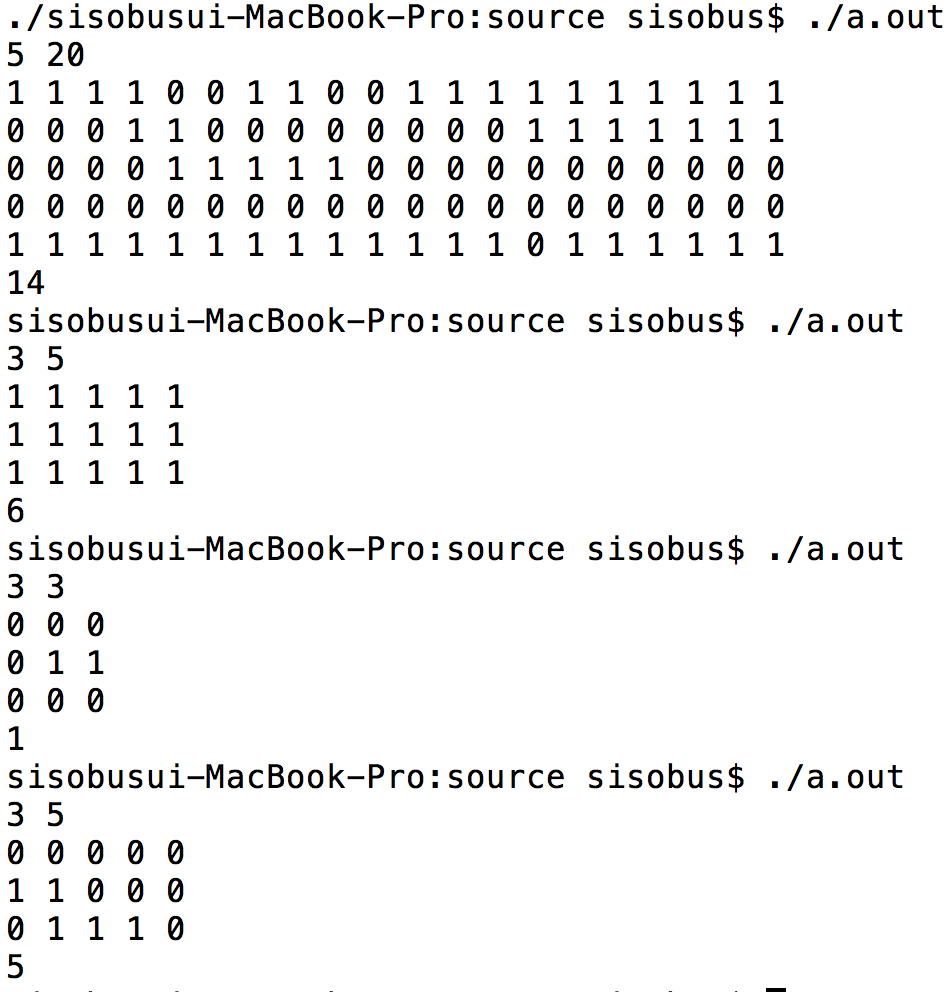 ./sisobusui-MacBook-Pro:source sisobus$ ./a.out
5 20
1 1 1 1 0 0 1 1 0 0 1 1 1 1 1 1 1 1 1 1
0 0 0 1 1 0 0 0 0 0 0 0 0 1 1 1 1 1 1 1
0 0 0 0 1 1 1 1 1 0 0 0 0 0 0 0 0 0 0 0
0 0 0 0 0 0 0 0 0 0 0 0 0 0 0 0 0 0 0 0
1 1 1 1 1 1 1 1 1 1 1 1 1 0 1 1 1 1 1 1
14
sisobusui-MacBook-Pro:source sisobus$ ./a.out
3 5
1 1 1 1 1
1 1 1 1 1
1 1 1 1 1
6
sisobusui-MacBook-Pro:source sisobus$ ./a.out
3 3
0 0 0
0 1 1
0 0 0
1
sisobusui-MacBook-Pro:source sisobus$ ./a.out
3 5
0 0 0 0 0
1 1 0 0 0
0 1 1 1 0
5